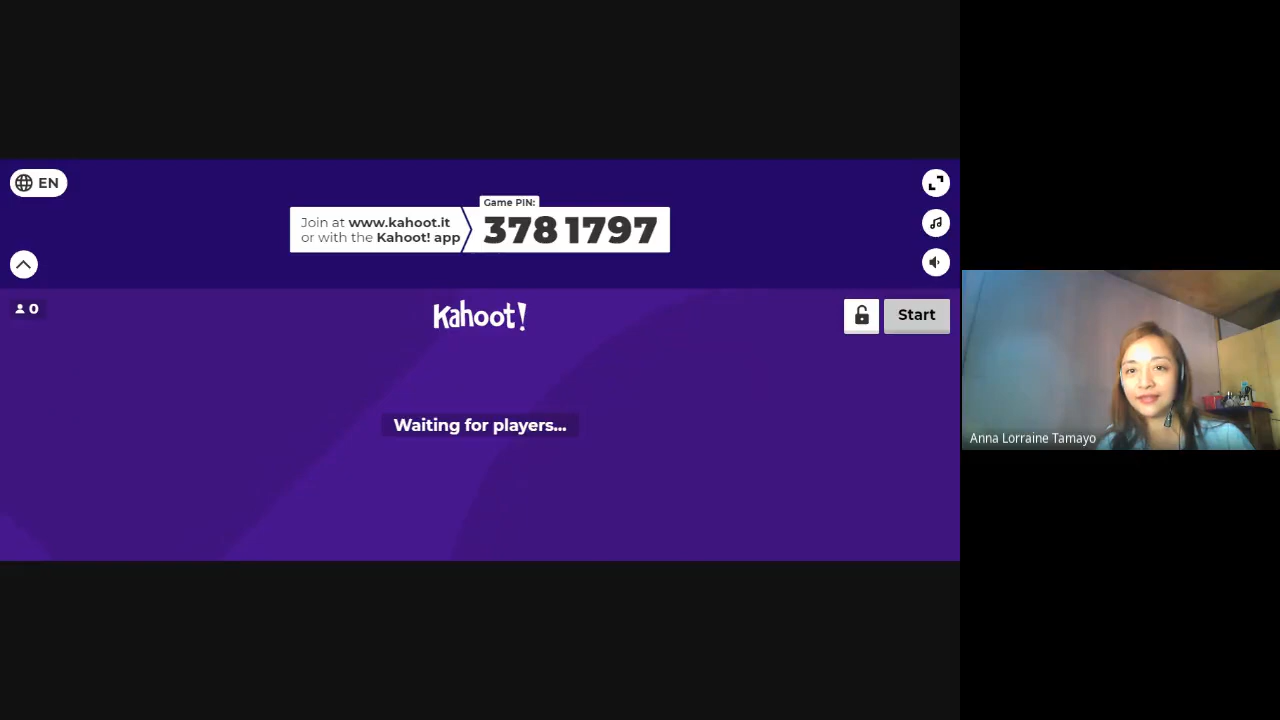 EN
Game PIN:
Join at www.kahoot.it
or with the Kahoot! app
378 1797
0
Kahoot!
Start
Waiting for players...
Anna Lorraine Tamayo